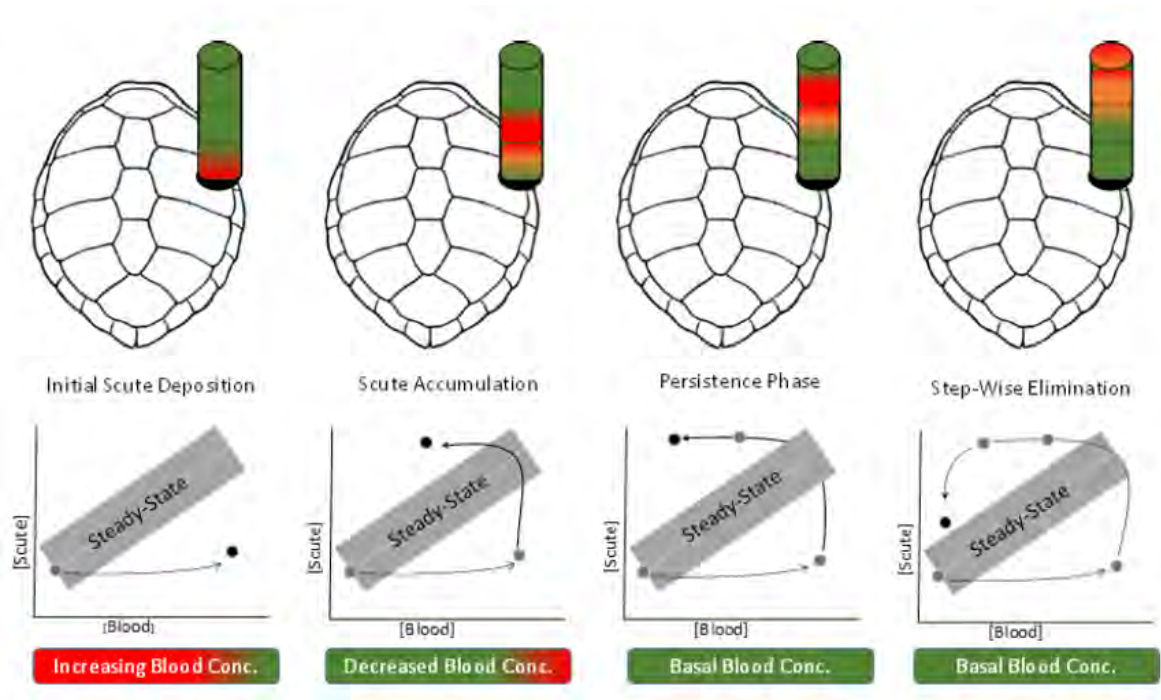 Initial Scute Deposition
Scute Accumulation
Persistence Phase
Step-Wise Elimination
[Scute]
Steady-State
[Blood]
[Scute]
Steady-State
[Blood]
[Scute]
Steady-State
[Blood]
[Scute]
Steady-State
[Blood]
Increasing Blood Conc.
Decreased Blood Conc.
Basal Blood Conc.
Basal Blood Conc.